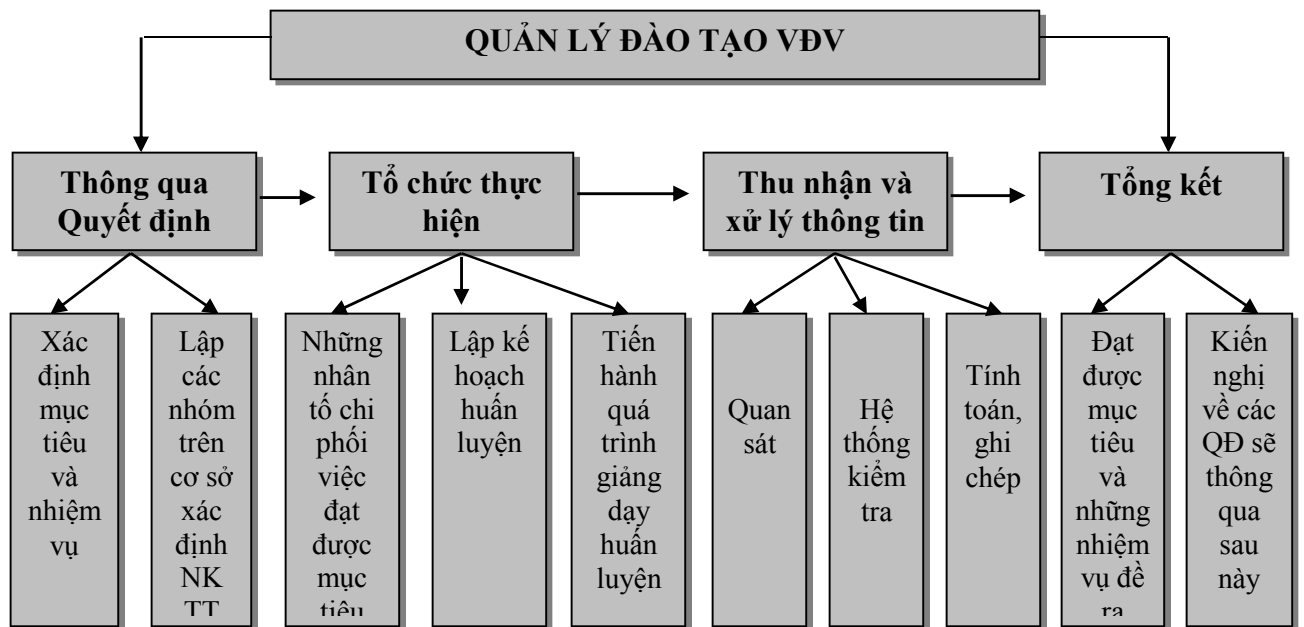 QUẢN LÝ ĐÀO TẠO VĐV
Thông qua
Quyết định
Tổ chức thực
hiện
Thu nhận và
xử lý thông tin
Tổng kết
Xác
định
mục
tiêu
và
nhiệm
vụ
Lập
các
nhóm
trên
cơ sở
xác
định
NK
TT
Những
nhân
tố chi
phối
việc
đạt
được
mục
tiêu
Lập kế
hoạch
huấn
luyện
Tiến
hành
quá
trình
giảng
dạy
huấn
luyện
Quan
sát
Hệ
thống
kiểm
tra
Tính
toán,
ghi
chép
Đạt
được
mục
tiêu
và
những
nhiệm
vụ đề
ra
Kiến
nghị
về các
QĐ sẽ
thông
qua
sau
này